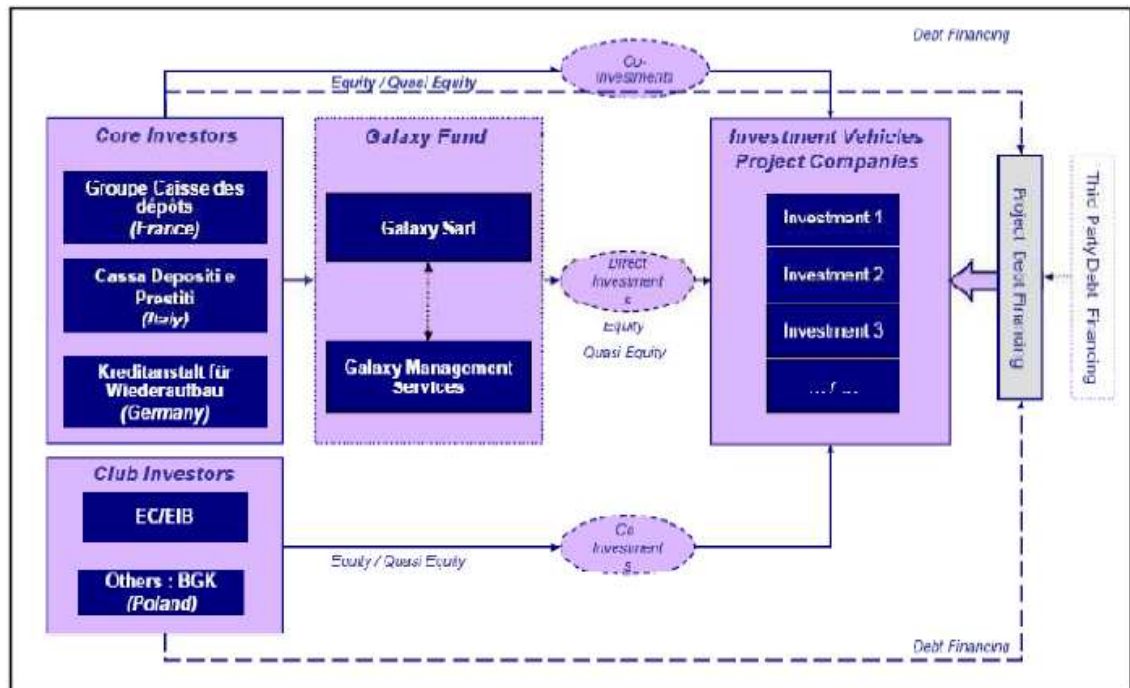 Debt Financing
Co-
Investments
Equity / Quasi Equity
Core Investors
Groupe Caisse des
dépôts
(France)
Cassa Depositi e
Prestiti
(Italy)
Kreditanstalt für
Wiederaufbau
(Germany)
Galaxy Fund
Galaxy Sarl
Galaxy Management
Services
Direct
Investment
s
Equity
Quasi Equity
Investment Vehicles
Project Companies
Investment 1
Investment 2
Investment 3
... / ...
Project Debt Financing
Third Party Debt Financing
Club Investors
EC/EIB
Others : BGK
(Poland)
Equity / Quasi Equity
Co
Investment
s
Debt Financing